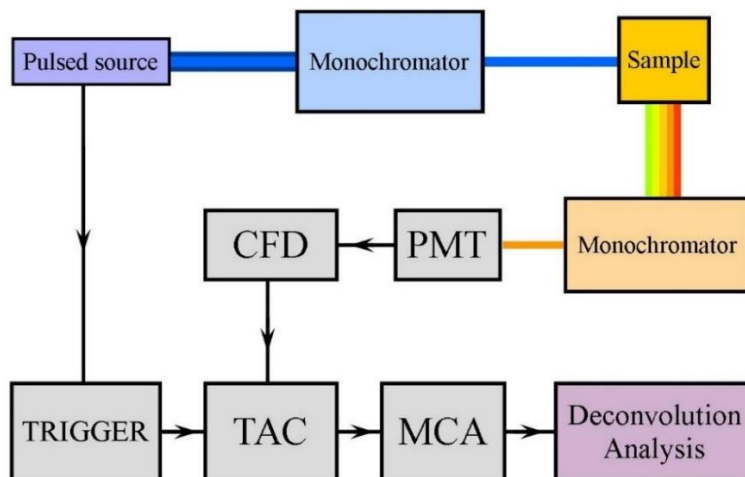 Pulsed source
Monochromator
Sample
CFD
PMT
Monochromator
TRIGGER
TAC
MCA
Deconvolution
Analysis